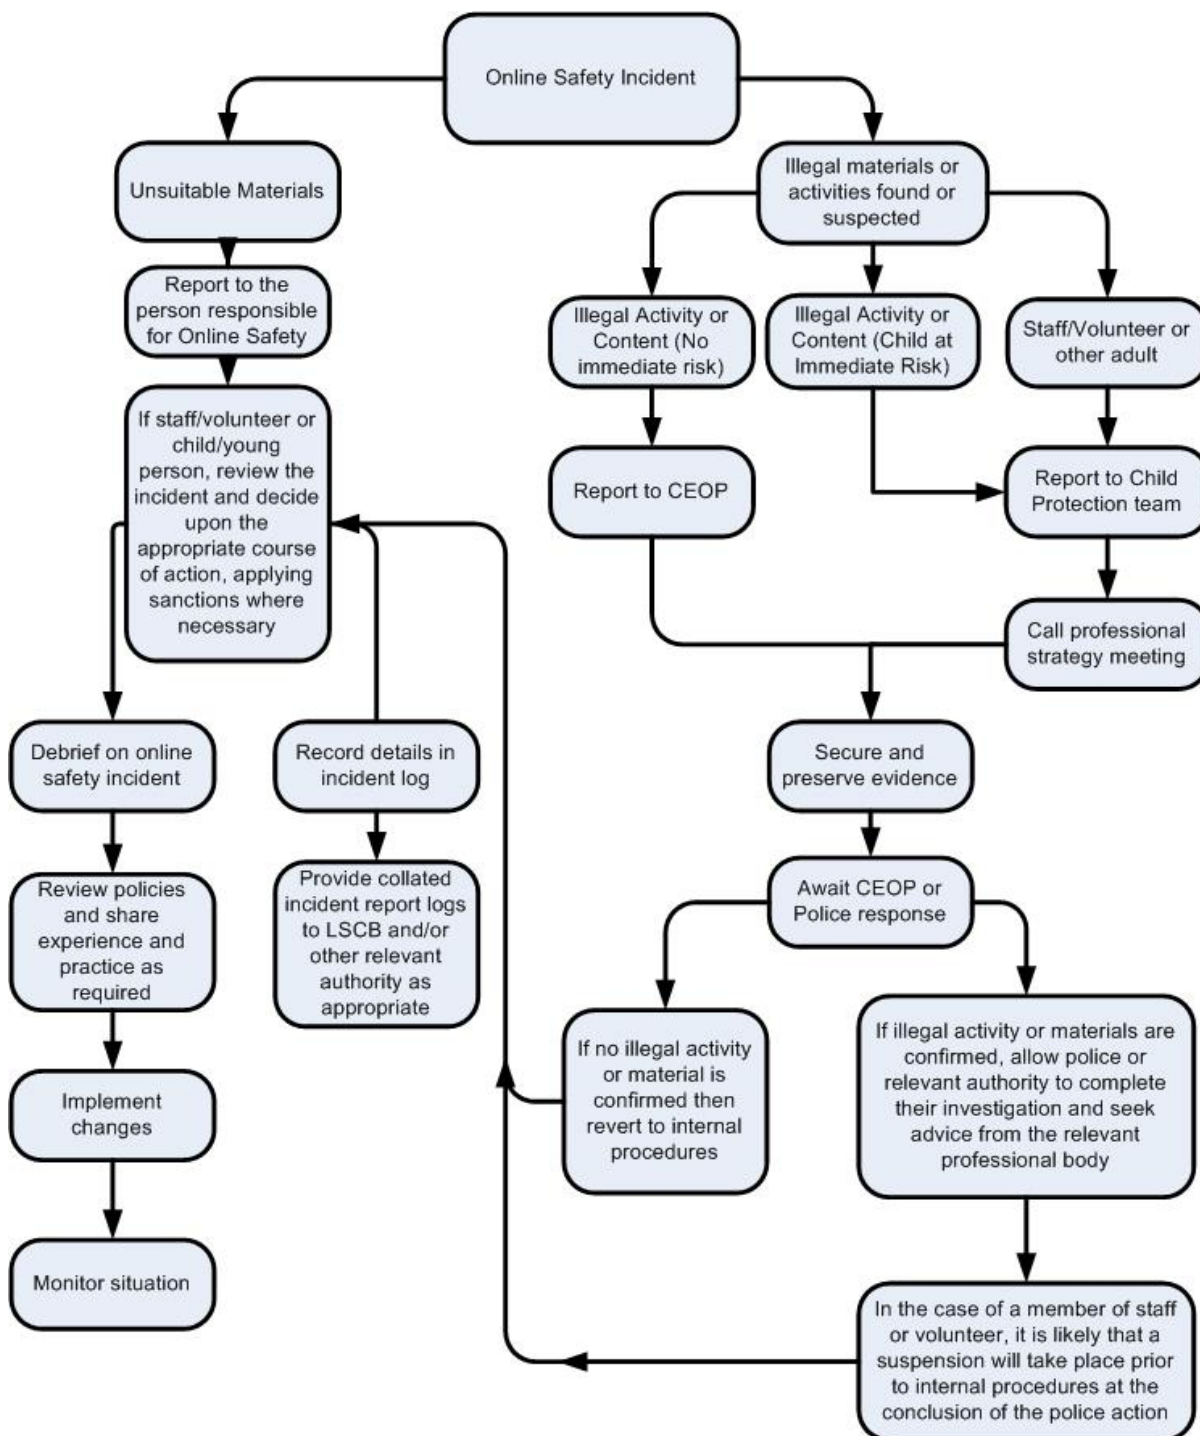 Online Safety Incident
Unsuitable Materials
Illegal materials or
activities found or
suspected
Report to the
person responsible
for Online Safety
Illegal Activity or
Content (No
immediate risk)
Illegal Activity or
Content (Child at
Immediate Risk)
Staff/Volunteer or
other adult
If staff/volunteer or
child/young
person, review the
incident and decide
upon the
appropriate course
of action, applying
sanctions where
necessary
Report to CEOP
Report to Child
Protection team
Call professional
strategy meeting
Debrief on online
safety incident
Record details in
incident log
Secure and
preserve evidence
Review policies
and share
experience and
practice as
required
Provide collated
incident report logs
to LSCB and/or
other relevant
authority as
appropriate
Await CEOP or
Police response
If no illegal activity
or material is
confirmed then
revert to internal
procedures
If illegal activity or materials are
confirmed, allow police or
relevant authority to complete
their investigation and seek
advice from the relevant
professional body
Implement
changes
Monitor situation
In the case of a member of staff
or volunteer, it is likely that a
suspension will take place prior
to internal procedures at the
conclusion of the police action